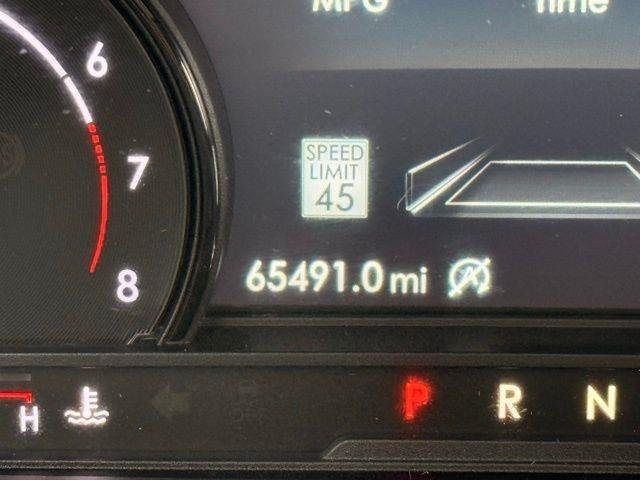 MPG Time
6
7
8
SPEED
LIMIT
45
65491.0 mi
H
P R N